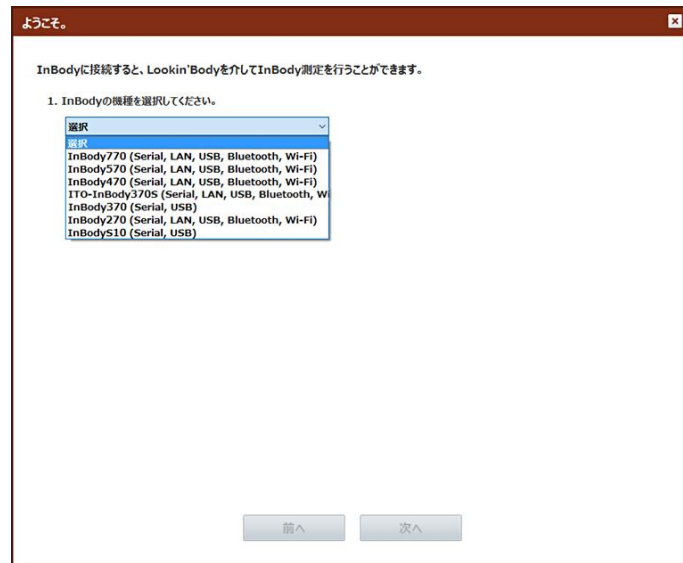 ようこそ。
InBodyに接続すると、Lookin'Bodyを介してInBody測定を行うことができます。
1. InBodyの機種を選択してください。
選択
選択
InBody770 (Serial, LAN, USB, Bluetooth, Wi-Fi)
InBody570 (Serial, LAN, USB, Bluetooth, Wi-Fi)
InBody470 (Serial, LAN, USB, Bluetooth, Wi-Fi)
ITO-InBody370S (Serial, LAN, USB, Bluetooth, Wi
InBody370 (Serial, USB)
InBody270 (Serial, LAN, USB, Bluetooth, Wi-Fi)
InBodyS10 (Serial, USB)
前へ 次へ